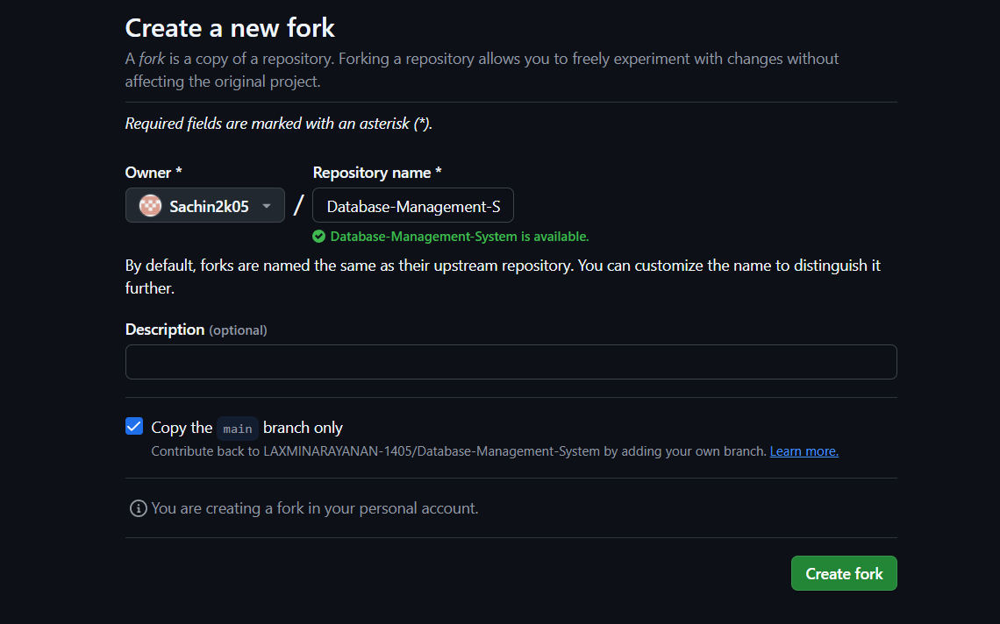 Create a new fork
A fork is a copy of a repository. Forking a repository allows you to freely experiment with changes without
affecting the original project.
Required fields are marked with an asterisk (*).
Owner *
Repository name *
Sachin2k05
/
Database-Management-S
Database-Management-System is available.
By default, forks are named the same as their upstream repository. You can customize the name to distinguish it
further.
Description (optional)
Copy the main branch only
Contribute back to LAXMINARAYANAN-1405/Database-Management-System by adding your own branch. Learn more.
You are creating a fork in your personal account.
Create fork